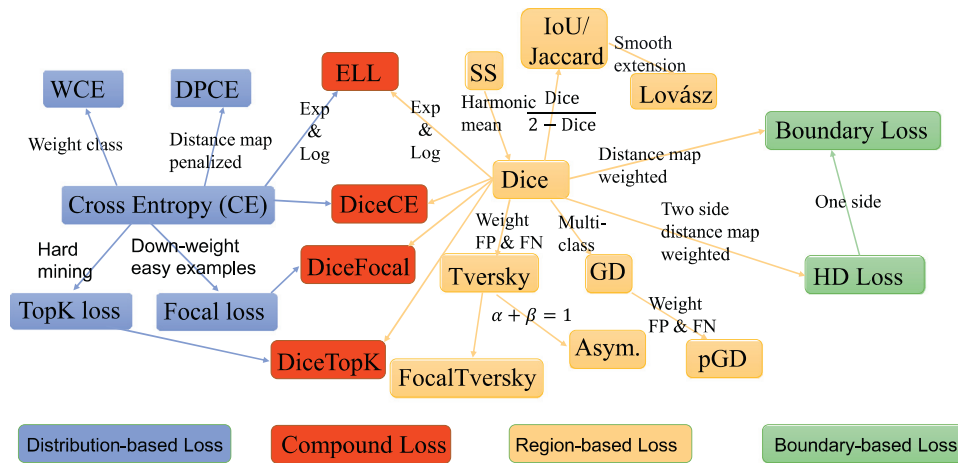 IoU/
Jaccard
Smooth
extension
Lovász
WCE
DPCE
ELL
SS
Harmonic
mean
Dice
2 − Dice
Boundary Loss
Weight class
Distance map
penalized
Exp
&
Log
Exp
&
Log
Distance map
weighted
Dice
Cross Entropy (CE)
DiceCE
One side
Hard
mining
Down-weight
easy examples
Weight
FP & FN
Multi-
class
Two side
distance map
weighted
DiceFocal
Tversky
GD
HD Loss
TopK loss
Focal loss
α + β = 1
Weight
FP & FN
DiceTopK
FocalTversky
Asym.
pGD
Distribution-based Loss
Compound Loss
Region-based Loss
Boundary-based Loss